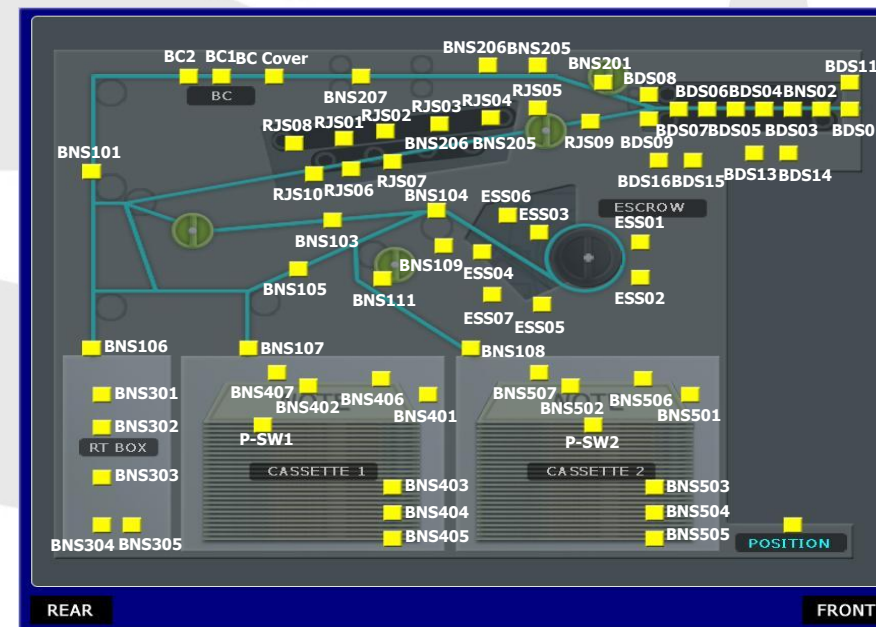 BNS206 BNS205
BC2 BC1 BC Cover
BNS201
BDS11
BDS08
BDS06 BDS04 BNS02
BC
BNS207
RJS05
RJS04
RJS03
RJS02
RJS01
RJS08
BDS07 BDS05 BDS03 BDS0
RJS09 BDS09
BNS206 BNS205
BNS101
BDS16 BDS15 BDS13 BDS14
RJS10 RJS06 RJS07
BNS104 ESS06
ESCROW
ESS03 ESS01
BNS103
BNS109 ESS04
BNS105
BNS111
ESS02
ESS07 ESS05
BNS106 BNS107 BNS108
BNS301
BNS407 BNS402 BNS406 BNS401
BNS507 BNS502 BNS506 BNS501
NOTE NOTE
BNS302
P-SW1 P-SW2
RT BOX
CASSETTE 1 CASSETTE 2
BNS303
BNS403 BNS503
BNS404 BNS504
BNS405 BNS505
BNS304 BNS305
POSITION
REAR FRONT